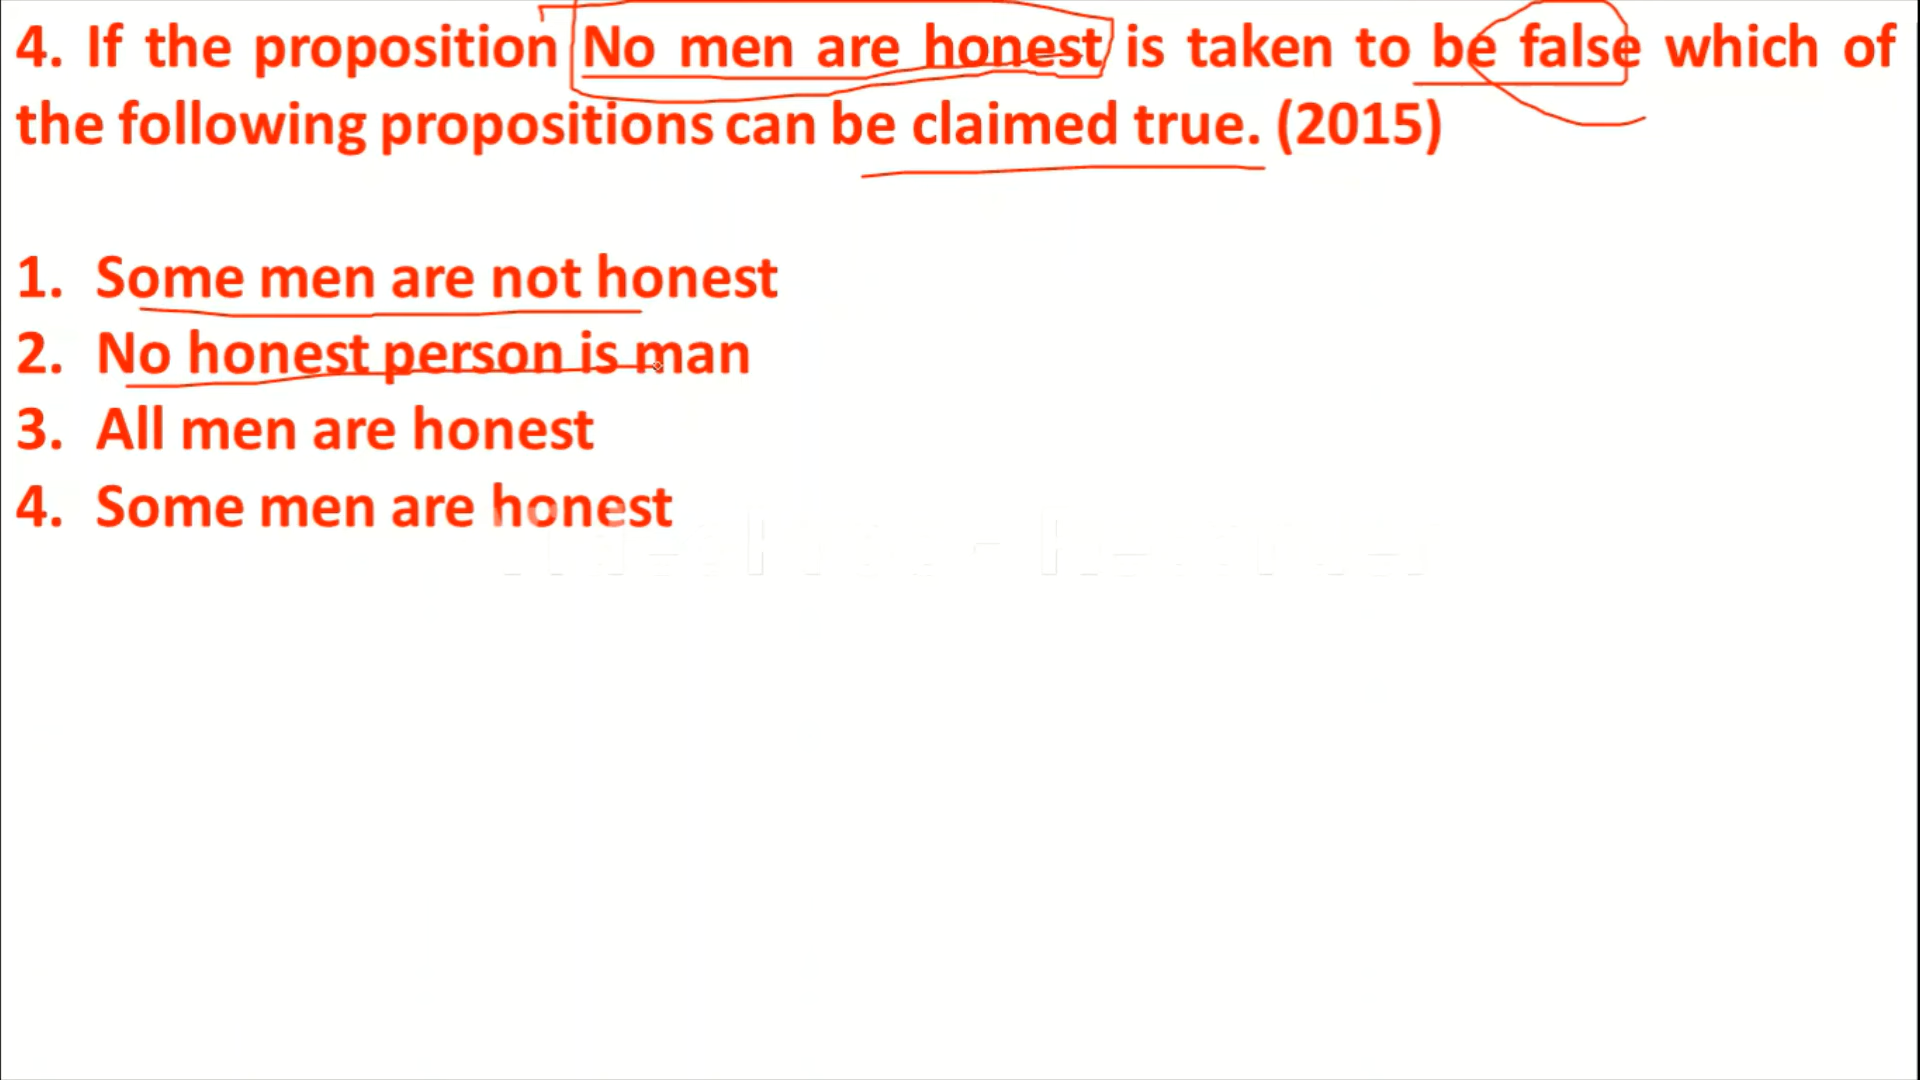 4. If the proposition No men are honest is taken to be false which of
the following propositions can be claimed true. (2015)
1. Some men are not honest
2. No honest person is man
3. All men are honest
4. Some men are honest